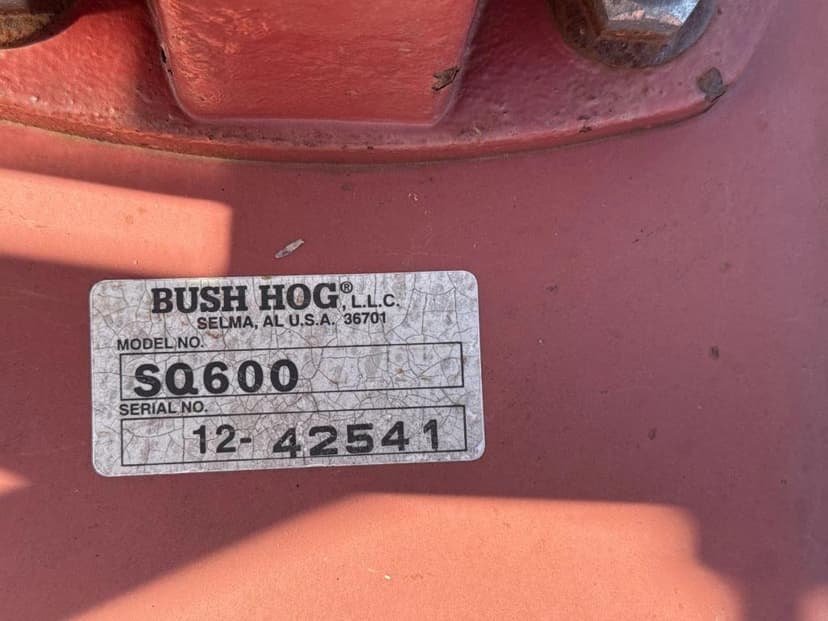 BUSH HOG®, L.L.C.
SELMA, AL U.S.A. 36701
MODEL NO.
SQ600
SERIAL NO.
12- 42541